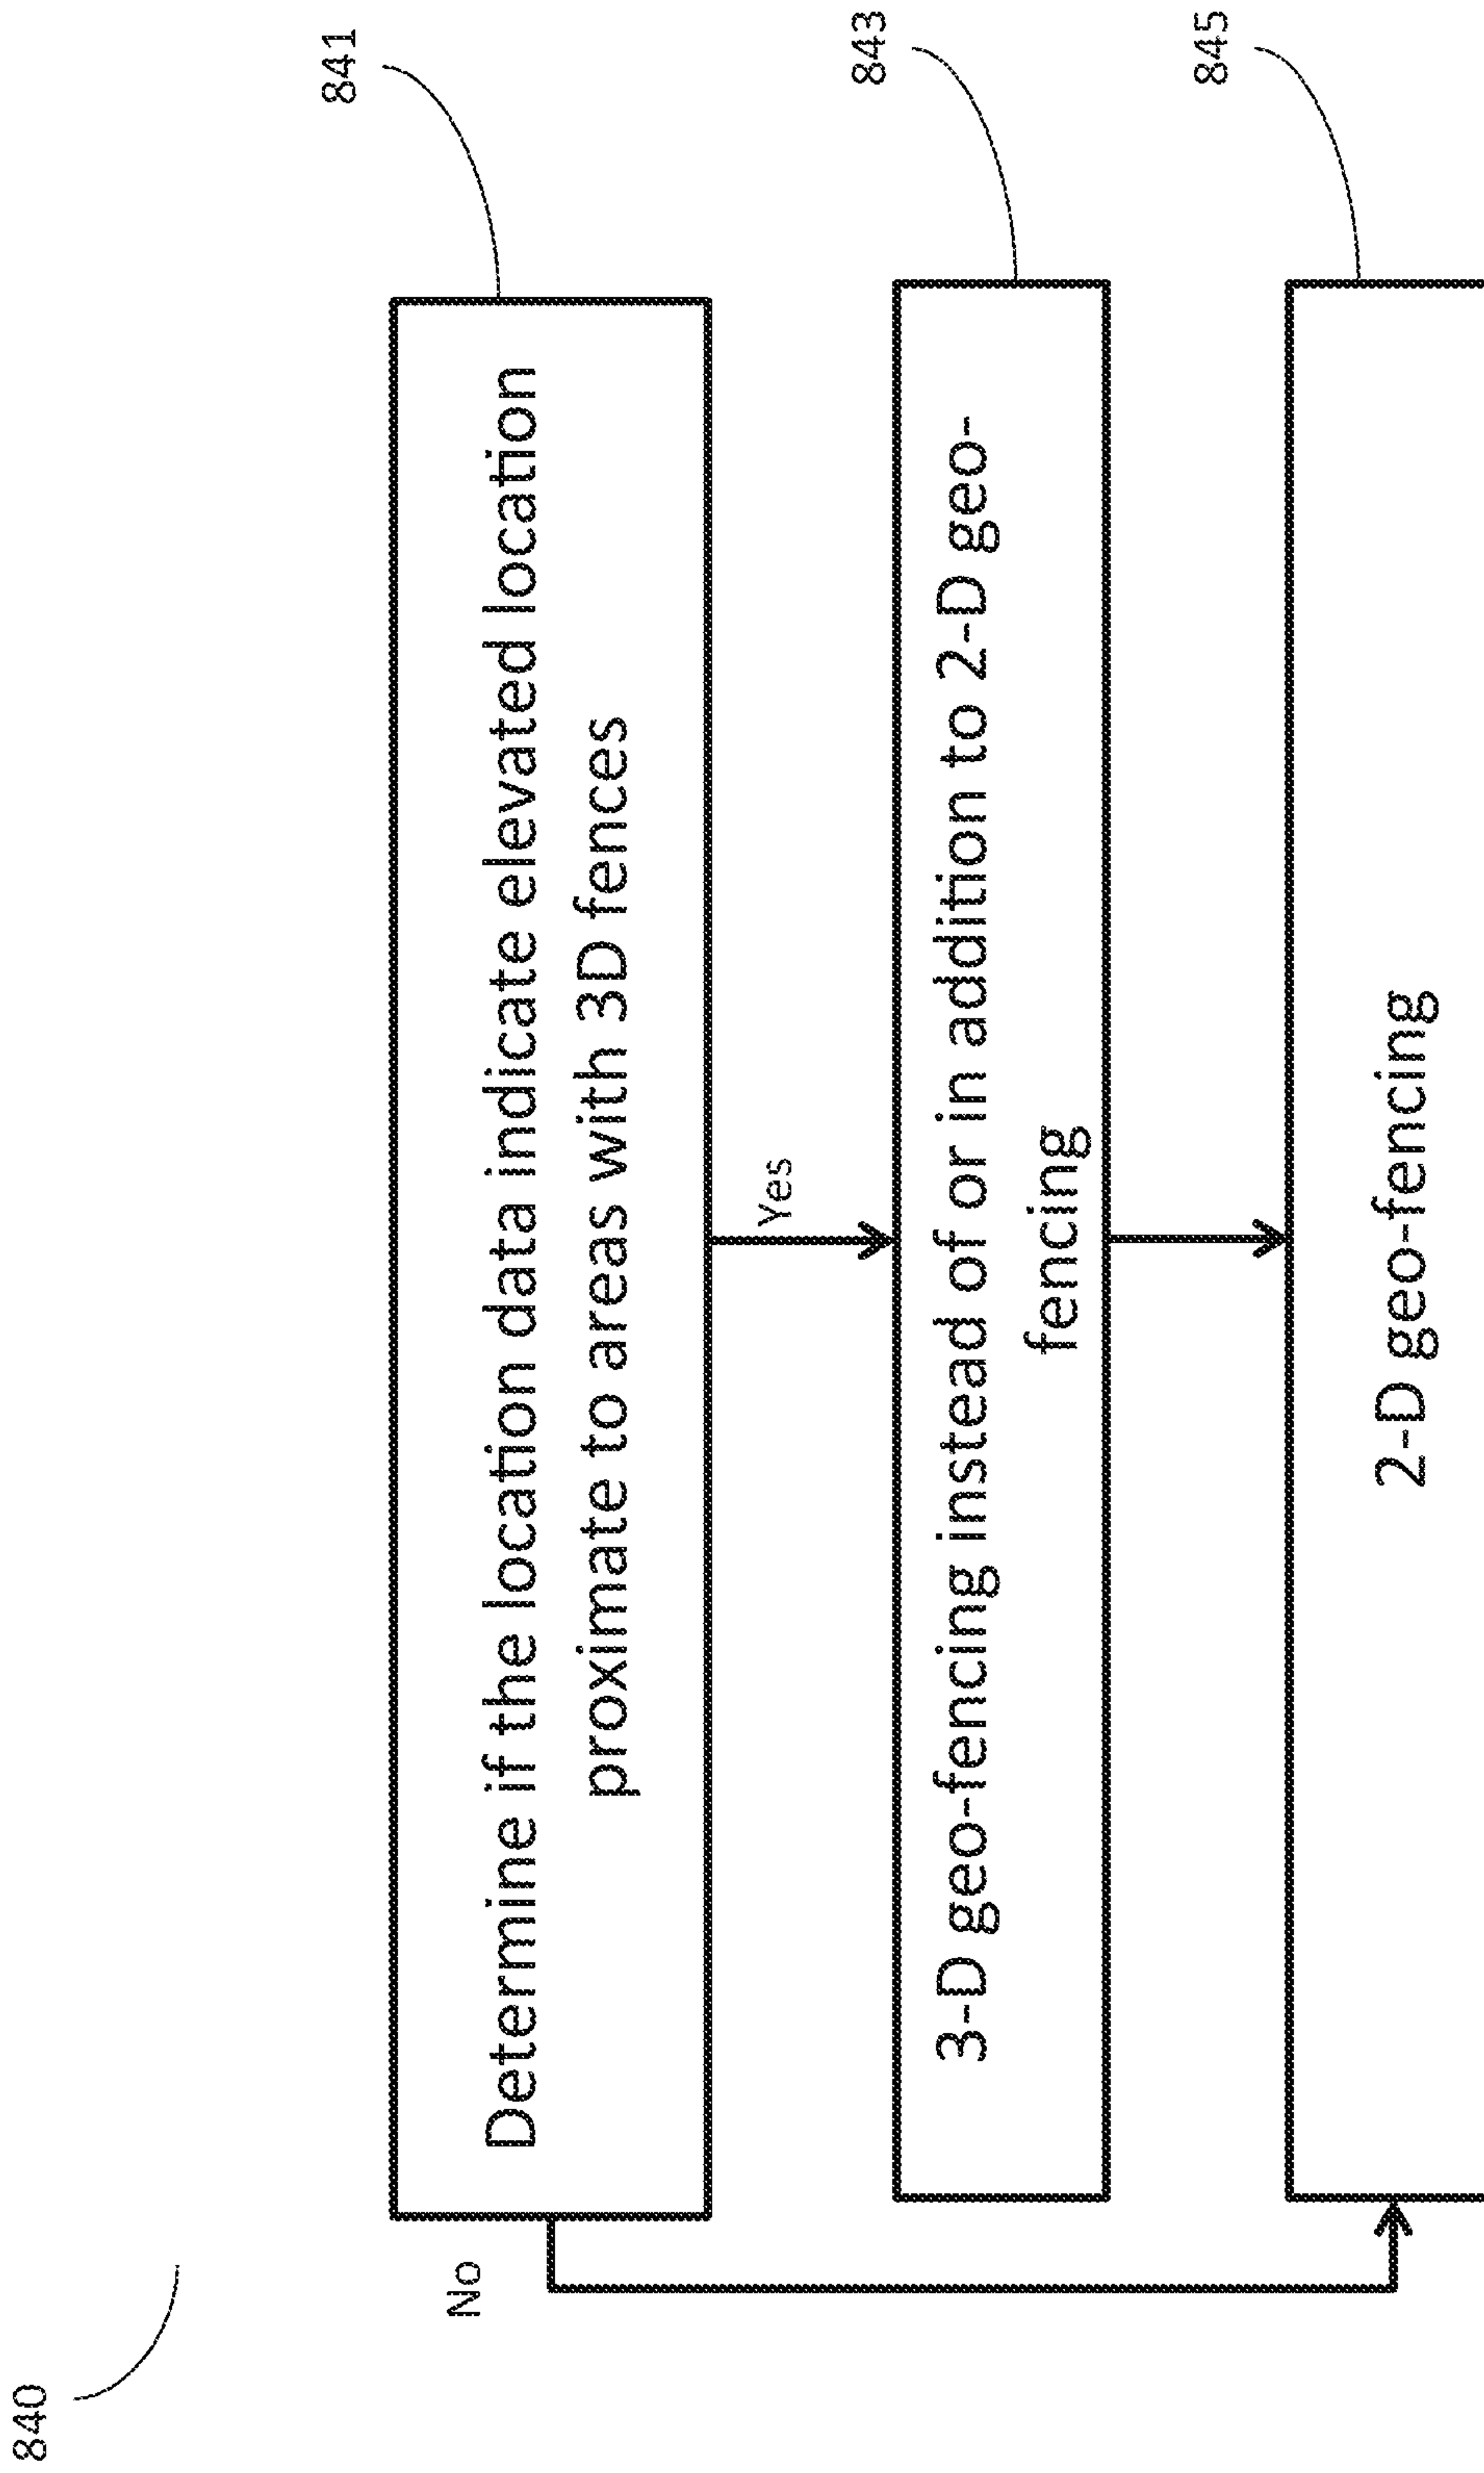 840
841
Determine if the location data indicate elevated location
proximate to areas with 3D fences
No
Yes
843
3-D geo-fencing instead of or in addition to 2-D geo-
fencing
845
2-D geo-fencing